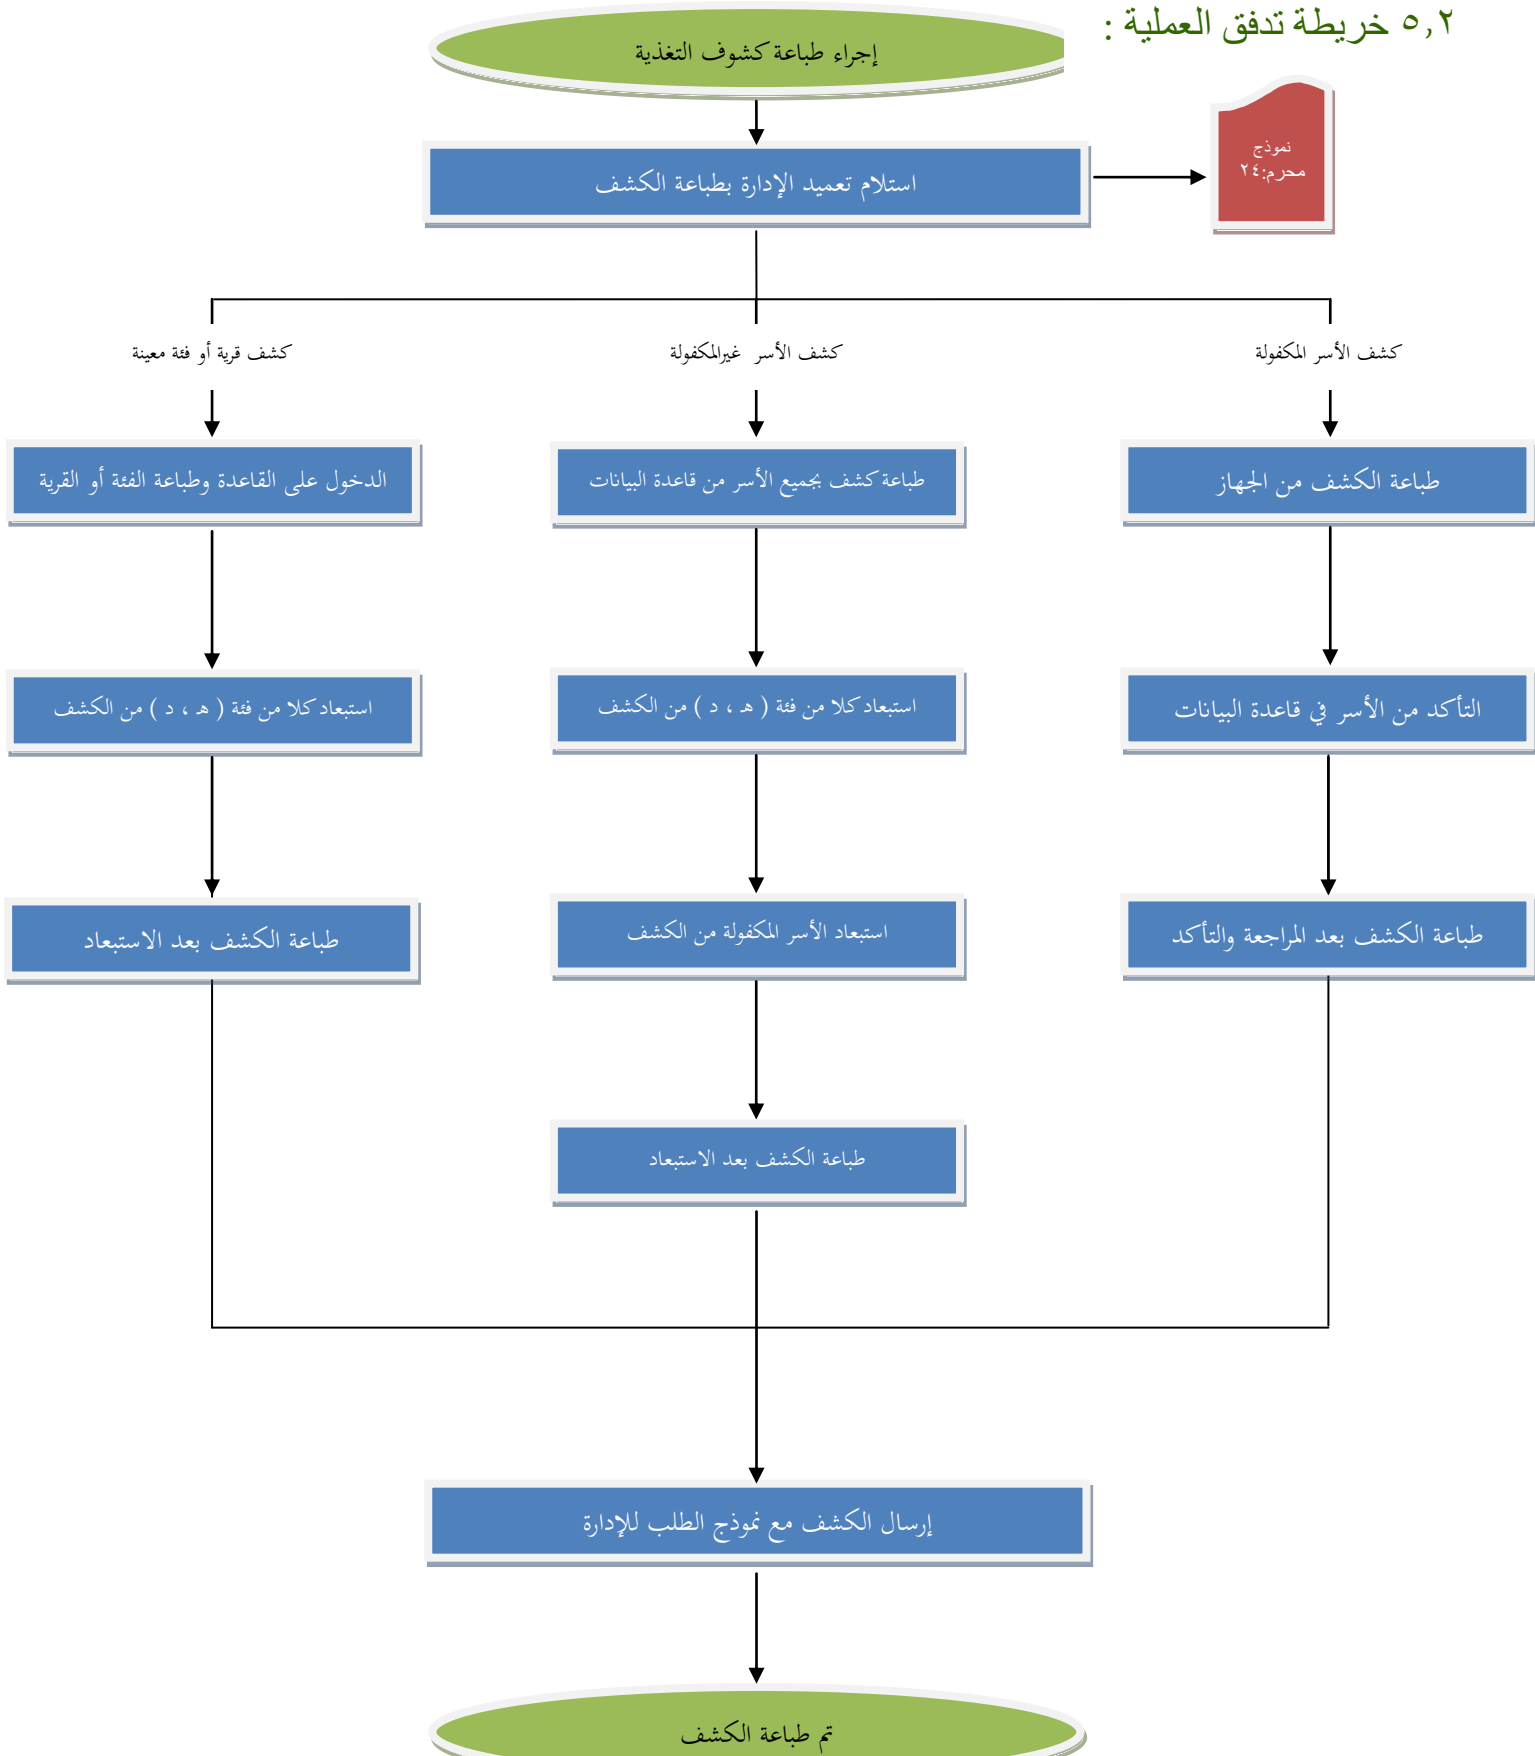 ٥,٢ خريطة تدفق العملية :
إجراء طباعة كشوف التغذية
استلام تعميد الإدارة بطباعة الكشف
نموذج
محرم:٢٤
كشف الأسر المكفولة
كشف الأسر غيرالمكفولة
كشف قرية أو فئة معينة
طباعة الكشف من الجهاز
طباعة كشف بجميع الأسر من قاعدة البيانات
الدخول على القاعدة وطباعة الفئة أو القرية
التأكد من الأسر في قاعدة البيانات
استبعاد كلا من فئة ( هـ ، د ) من الكشف
استبعاد كلا من فئة ( هـ ، د ) من الكشف
طباعة الكشف بعد المراجعة والتأكد
استبعاد الأسر المكفولة من الكشف
طباعة الكشف بعد الاستبعاد
طباعة الكشف بعد الاستبعاد
إرسال الكشف مع نموذج الطلب للإدارة
تم طباعة الكشف